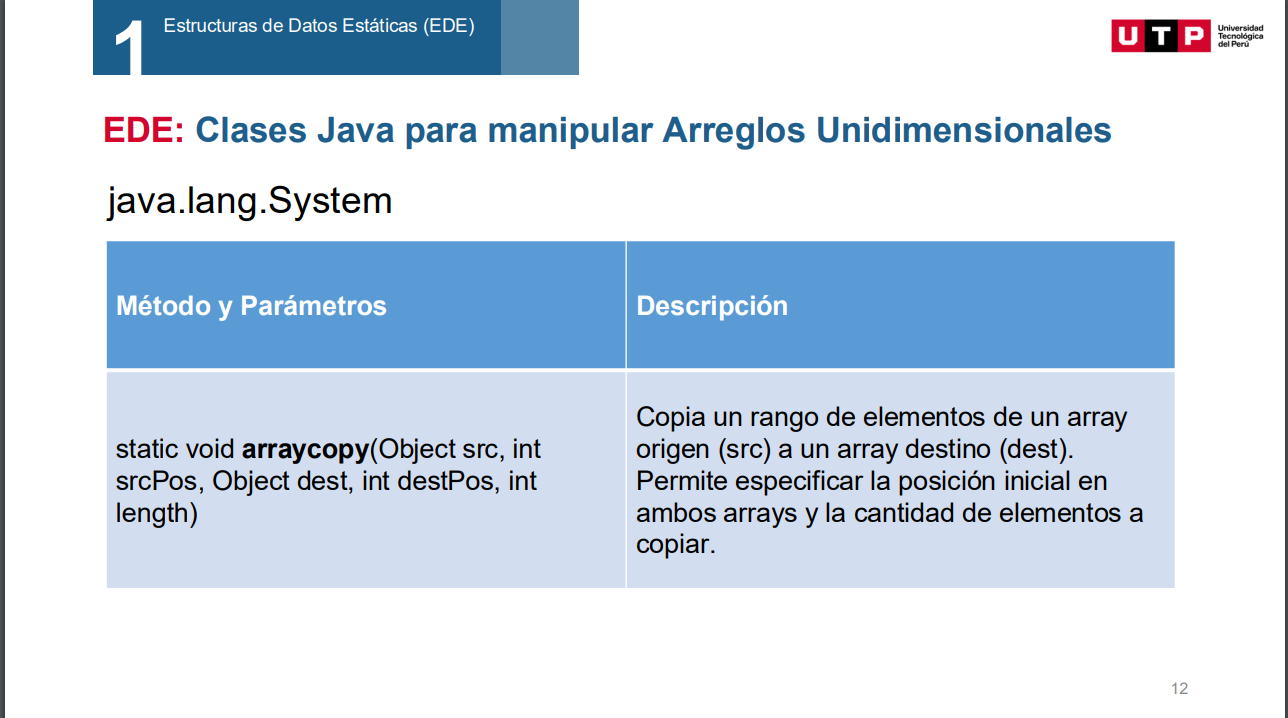 1
Estructuras de Datos Estáticas (EDE)
UTP
Universidad
Tecnológica
del Perú
EDE: Clases Java para manipular Arreglos Unidimensionales
java.lang.System
Método y Parámetros
Descripción
static void arraycopy(Object src, int
srcPos, Object dest, int destPos, int
length)
Copia un rango de elementos de un array
origen (src) a un array destino (dest).
Permite especificar la posición inicial en
ambos arrays y la cantidad de elementos a
copiar.
12